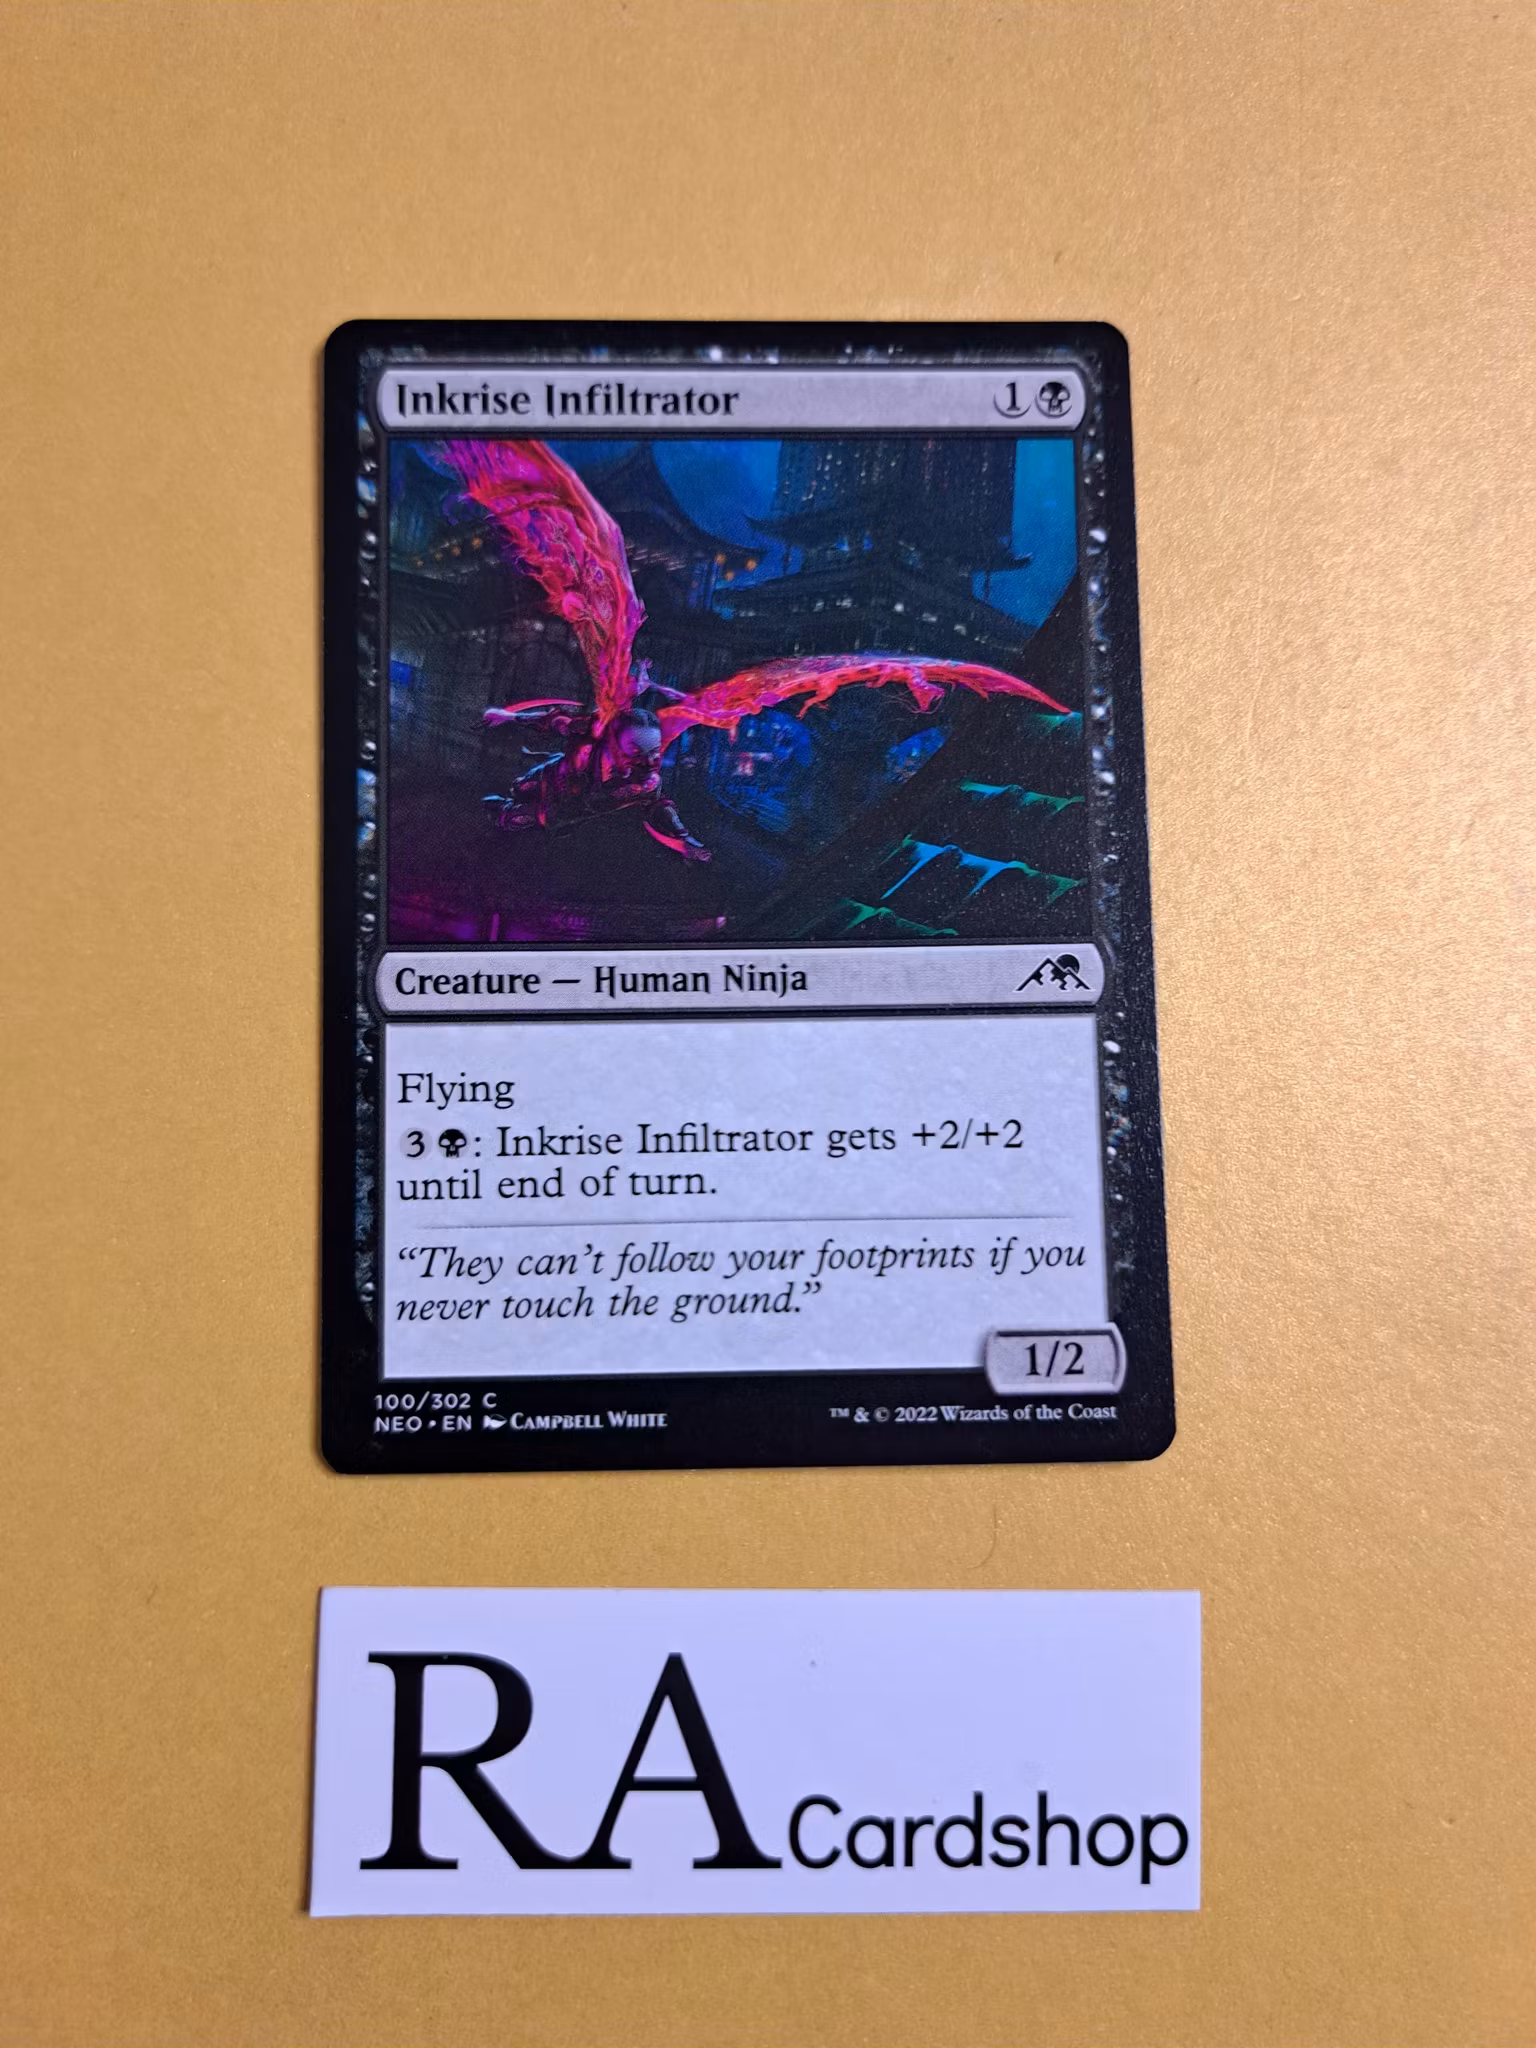 Inkrise Infiltrator 1
Creature — Human Ninja
Flying
3 : Inkrise Infiltrator gets +2/+2
until end of turn.
“They can’t follow your footprints if you
never touch the ground.”
1/2
100/302 C
NEO • EN CAMPBELL WHITE
™ & © 2022 Wizards of the Coast
RA Cardshop